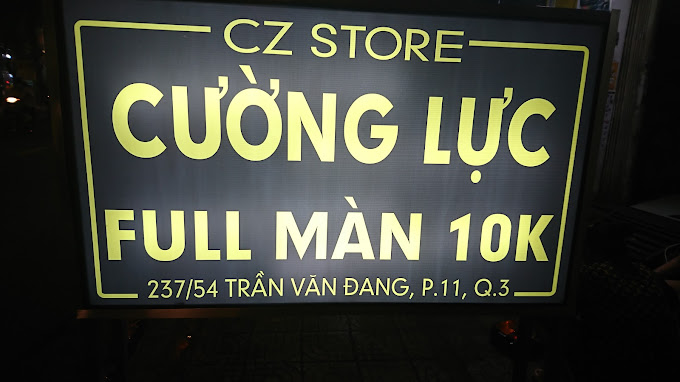 CZ STORE
CƯỜNG LỰC
FULL MÀN 10K
237/54 TRẦN VĂN ĐANG, P.11, Q.3